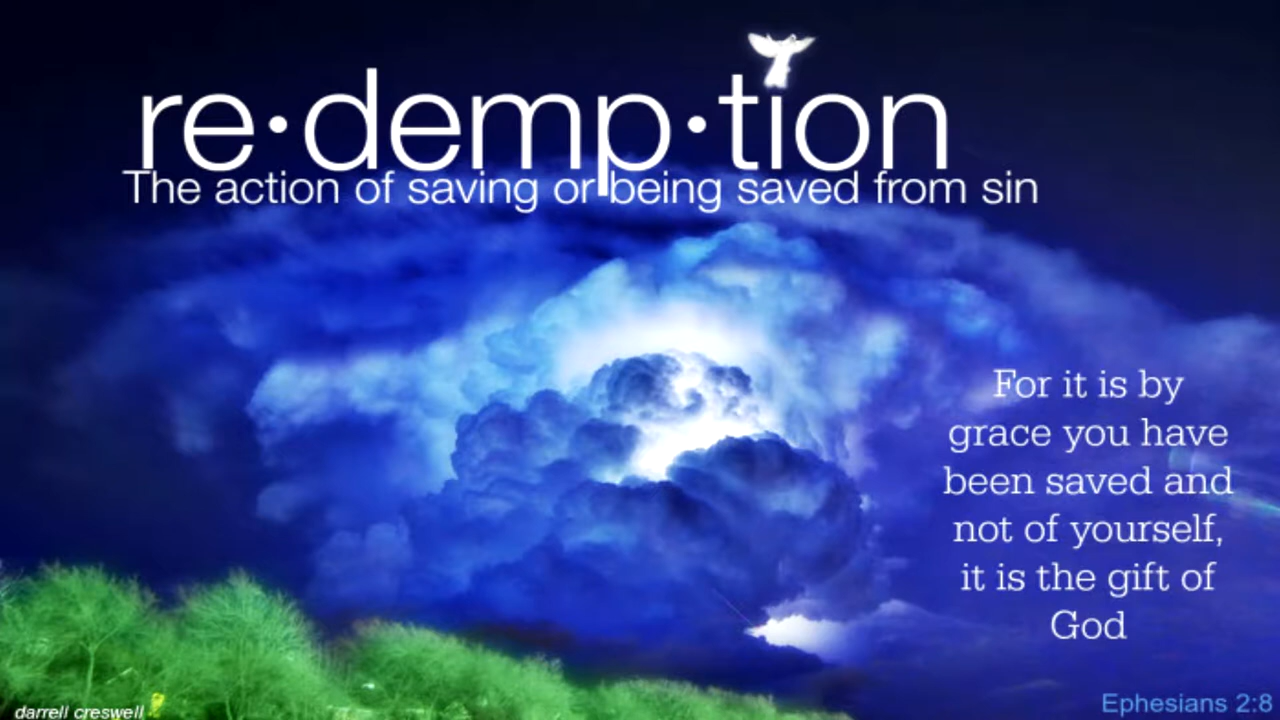 re·demp·tion
The action of saving or being saved from sin
For it is by
grace you have
been saved and
not of yourself,
it is the gift of
God
Ephesians 2:8
darrell creswell